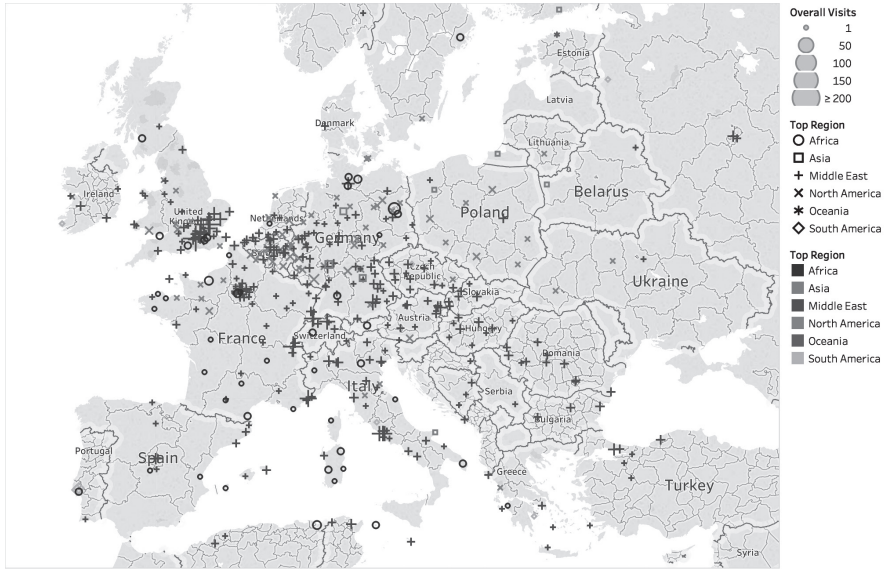 Estonia
Latvia
Lithuania
Denmark
Belarus
Ireland
United
Kingdom
Netherlands
Poland
Germany
Czech
Republic
Ukraine
Slovakia
Austria
Hungary
France
Switzerland
Romania
Italy
Serbia
Bulgaria
Portugal
Spain
Greece
Turkey
Syria
Overall Visits
1
50
100
150
≥ 200
Top Region
Africa
Asia
Middle East
North America
Oceania
South America
Top Region
Africa
Asia
Middle East
North America
Oceania
South America